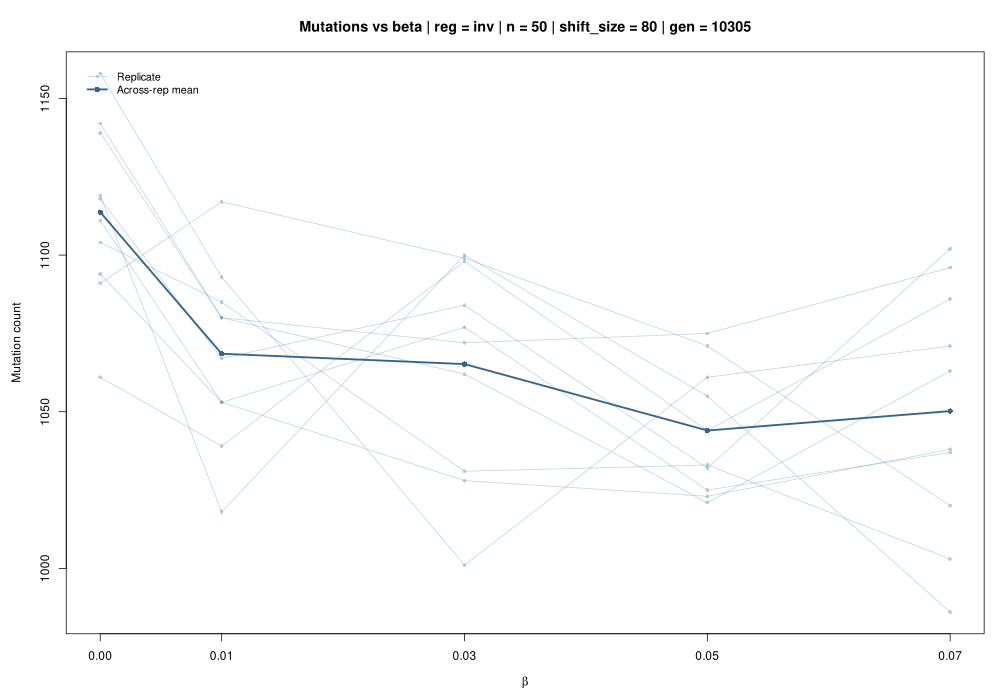 Mutations vs beta | reg = inv | n = 50 | shift_size = 80 | gen = 10305
Replicate
Across-rep mean
1150
1100
1050
1000
Mutation count
0.00 0.01 0.03 0.05 0.07
β